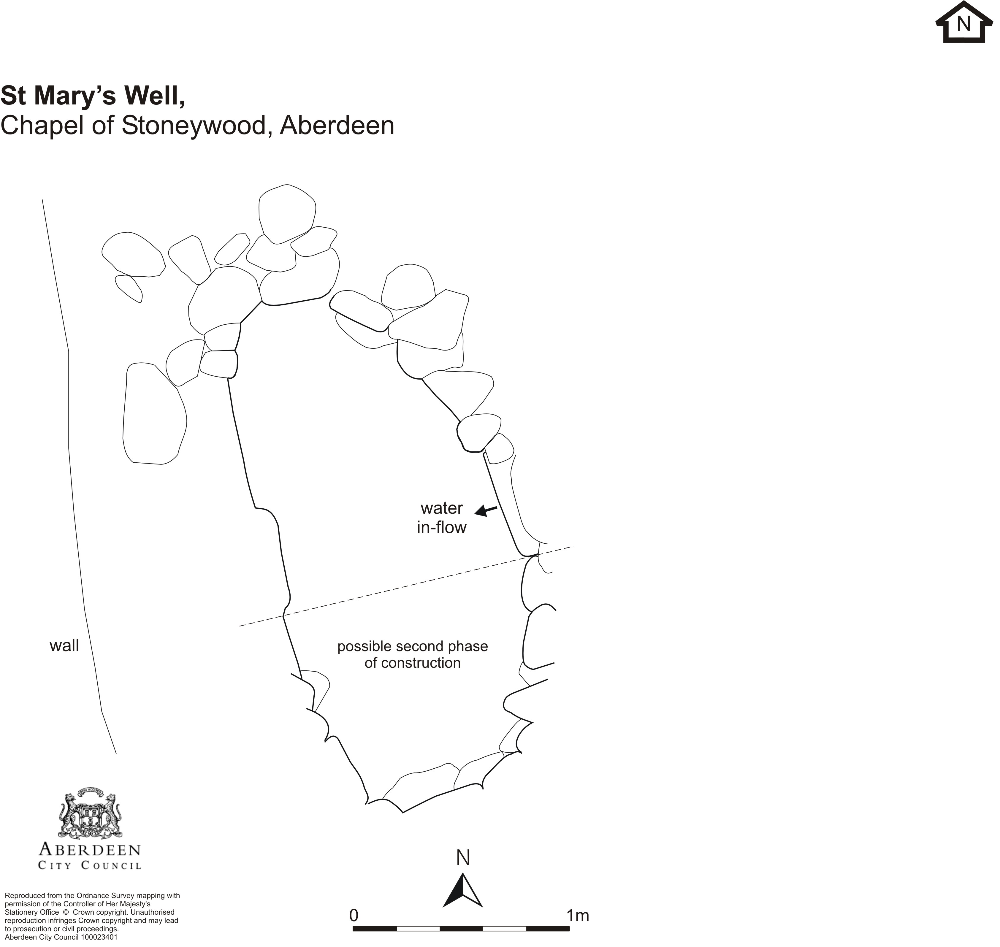 N
St Mary’s Well,
Chapel of Stoneywood, Aberdeen
water
in-flow
wall
possible second phase
of construction
BON ACCORD
ABERDEEN
CITY COUNCIL
N
0 1m
Reproduced from the Ordnance Survey mapping with
permission of the Controller of Her Majesty's
Stationery Office © Crown copyright. Unauthorised
reproduction infringes Crown copyright and may lead
to prosecution or civil proceedings.
Aberdeen City Council 100023401